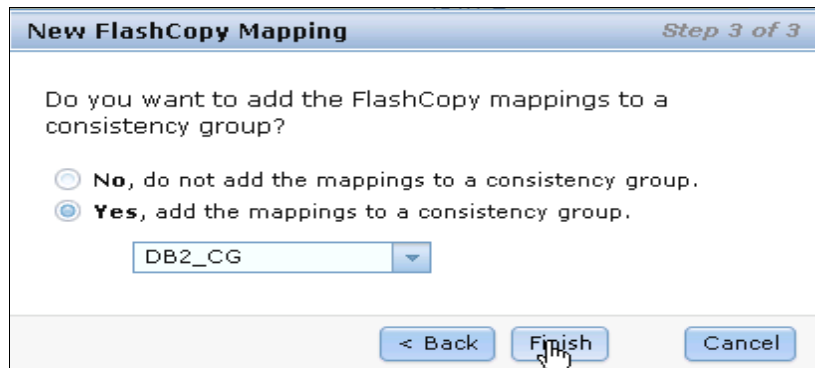 New FlashCopy Mapping Step 3 of 3
Do you want to add the FlashCopy mappings to a
consistency group?
No, do not add the mappings to a consistency group.
Yes, add the mappings to a consistency group.
DB2_CG
< Back Finish Cancel